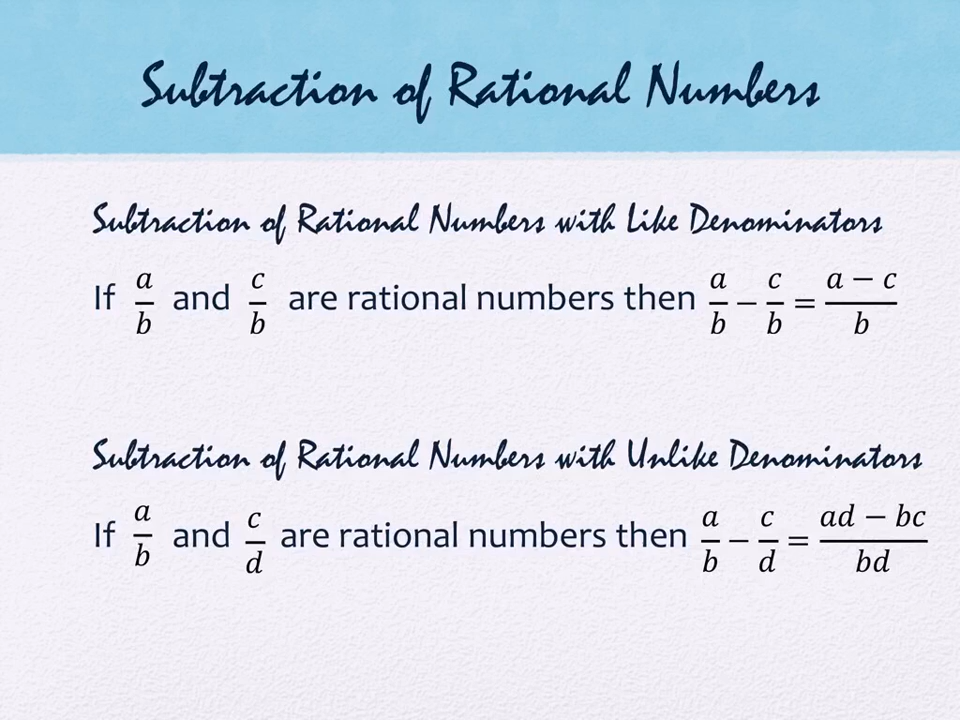 Subtraction of Rational Numbers
Subtraction of Rational Numbers with Like Denominators
If a/b and c/b are rational numbers then a/b − c/b = (a − c)/b
Subtraction of Rational Numbers with Unlike Denominators
If a/b and c/d are rational numbers then a/b − c/d = (ad − bc)/bd